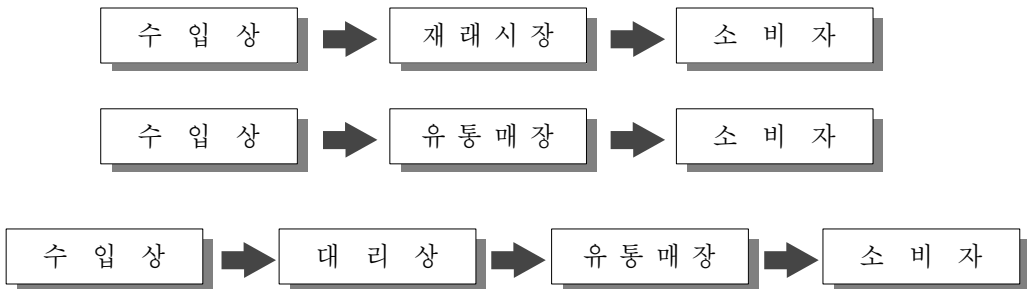 수 입 상 재 래 시 장 소 비 자
수 입 상 유 통 매 장 소 비 자
수 입 상 대 리 상 유 통 매 장 소 비 자